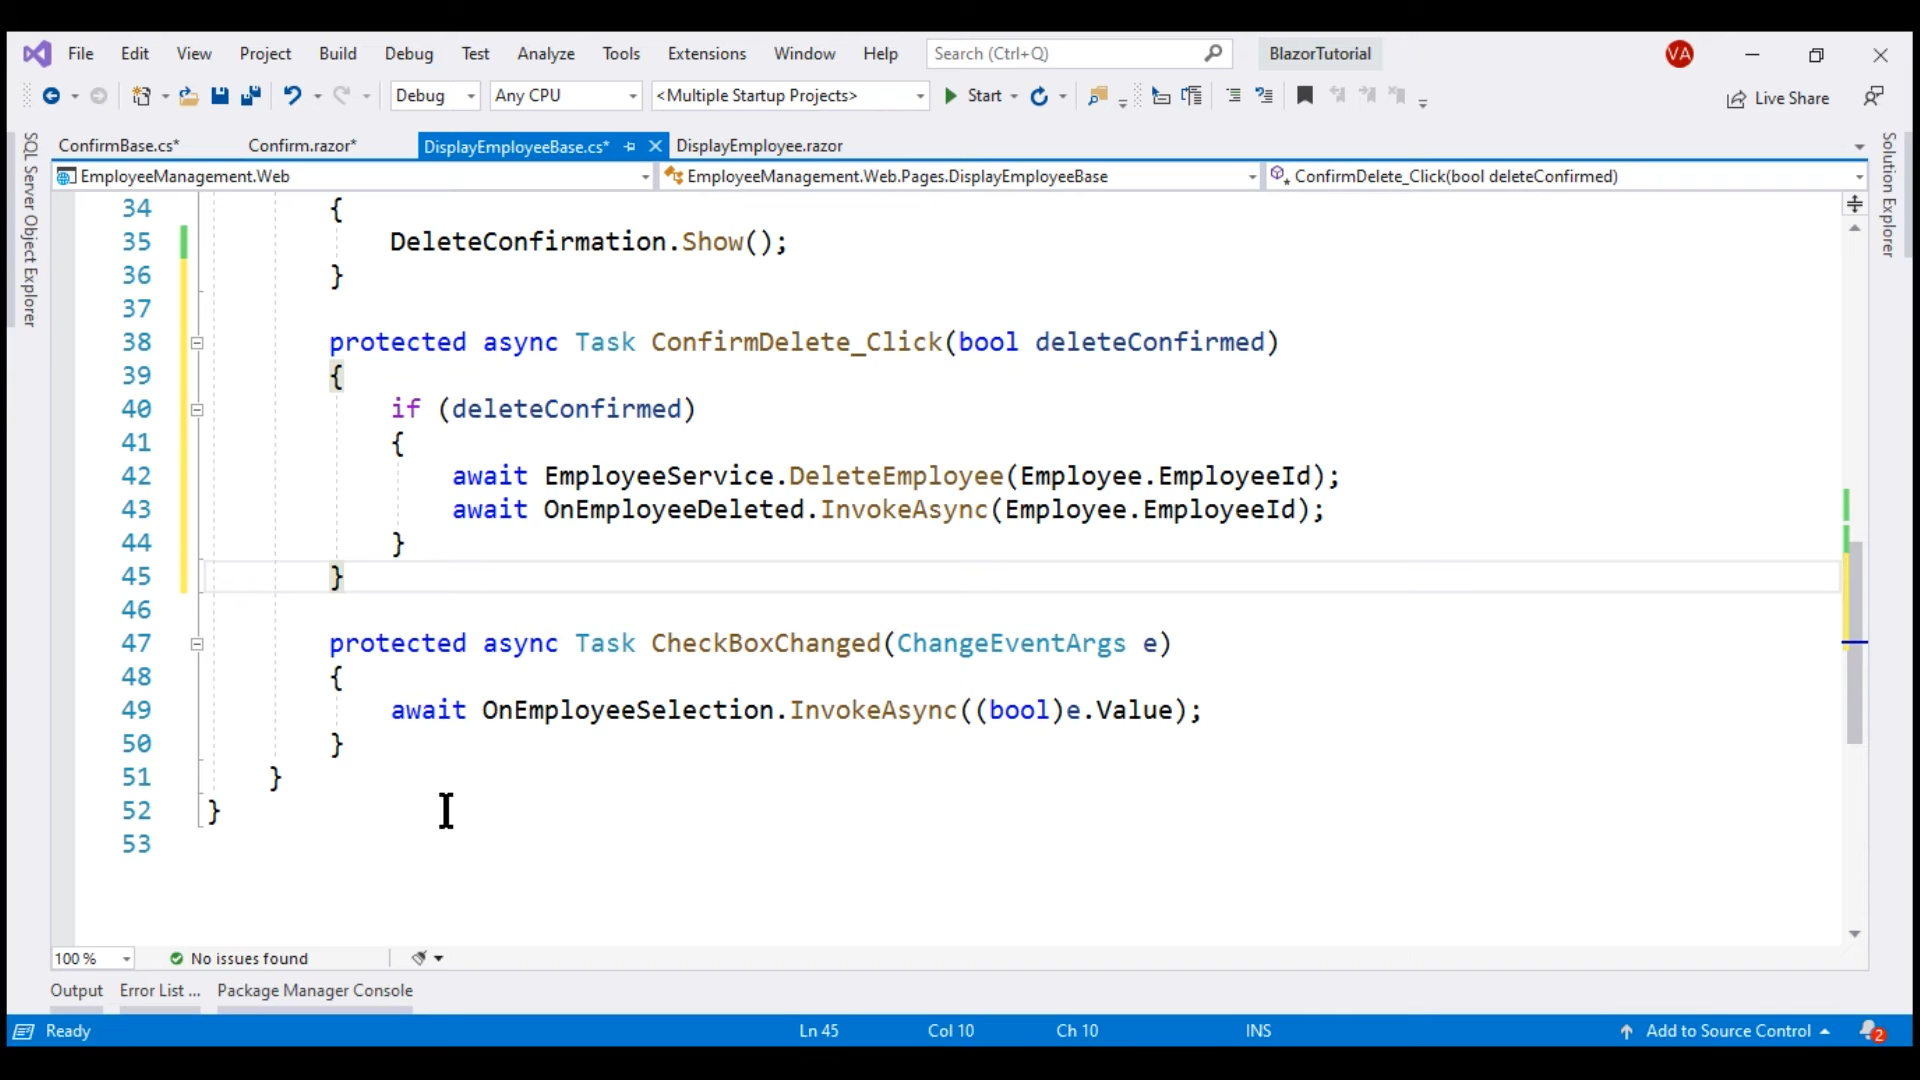 File Edit View Project Build Debug Test Analyze Tools Extensions Window Help Search (Ctrl+Q) BlazorTutorial VA
Debug Any CPU <Multiple Startup Projects> Start Live Share
SQL Server Object Explorer
ConfirmBase.cs* Confirm.razor* DisplayEmployeeBase.cs* DisplayEmployee.razor
Solution Explorer
EmployeeManagement.Web EmployeeManagement.Web.Pages.DisplayEmployeeBase ConfirmDelete_Click(bool deleteConfirmed)
34 {
35 DeleteConfirmation.Show();
36 }
37
38 protected async Task ConfirmDelete_Click(bool deleteConfirmed)
39 {
40 if (deleteConfirmed)
41 {
42 await EmployeeService.DeleteEmployee(Employee.EmployeeId);
43 await OnEmployeeDeleted.InvokeAsync(Employee.EmployeeId);
44 }
45 }
46
47 protected async Task CheckBoxChanged(ChangeEventArgs e)
48 {
49 await OnEmployeeSelection.InvokeAsync((bool)e.Value);
50 }
51 }
52 }
53
100 % No issues found
Output Error List ... Package Manager Console
Ready Ln 45 Col 10 Ch 10 INS Add to Source Control 2